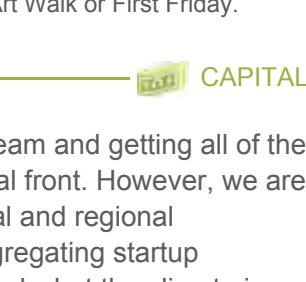 Art Walk or First Friday.
CAPITAL
eam and getting all of the
al front. However, we are
al and regional
gregating startup